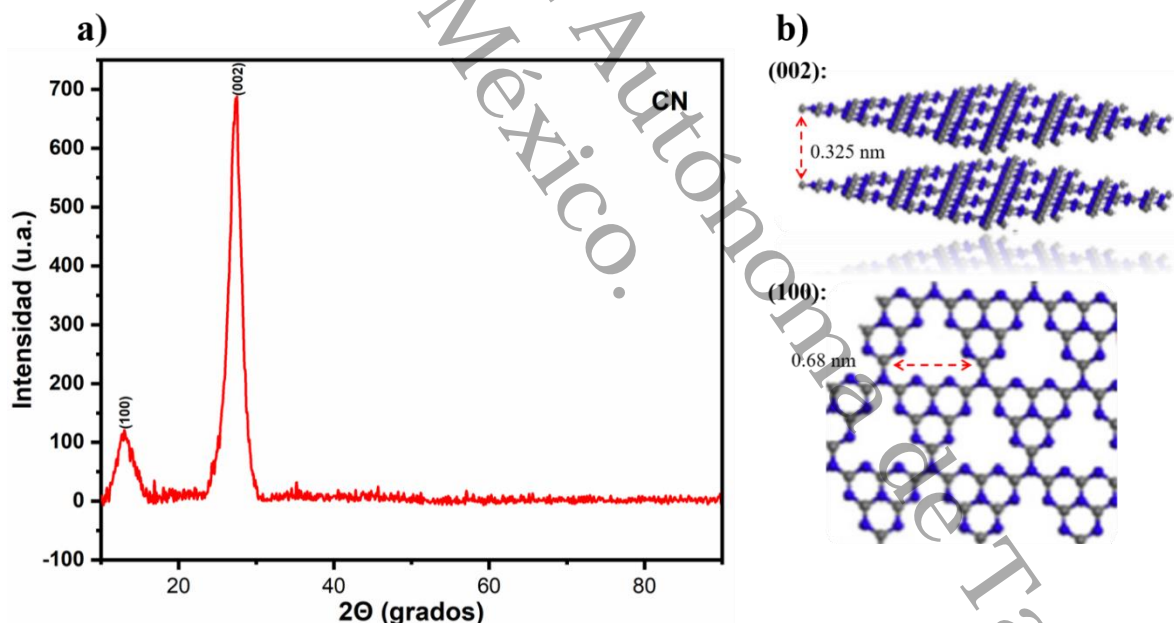 a)
700
600
500
400
300
200
100
0
-100
Intensidad (u.a.)
(100)
(002)
CN
20
40
60
80
2Θ (grados)
b)
(002):
0.325 nm
(100):
0.68 nm
Autónoma de Ta
México.